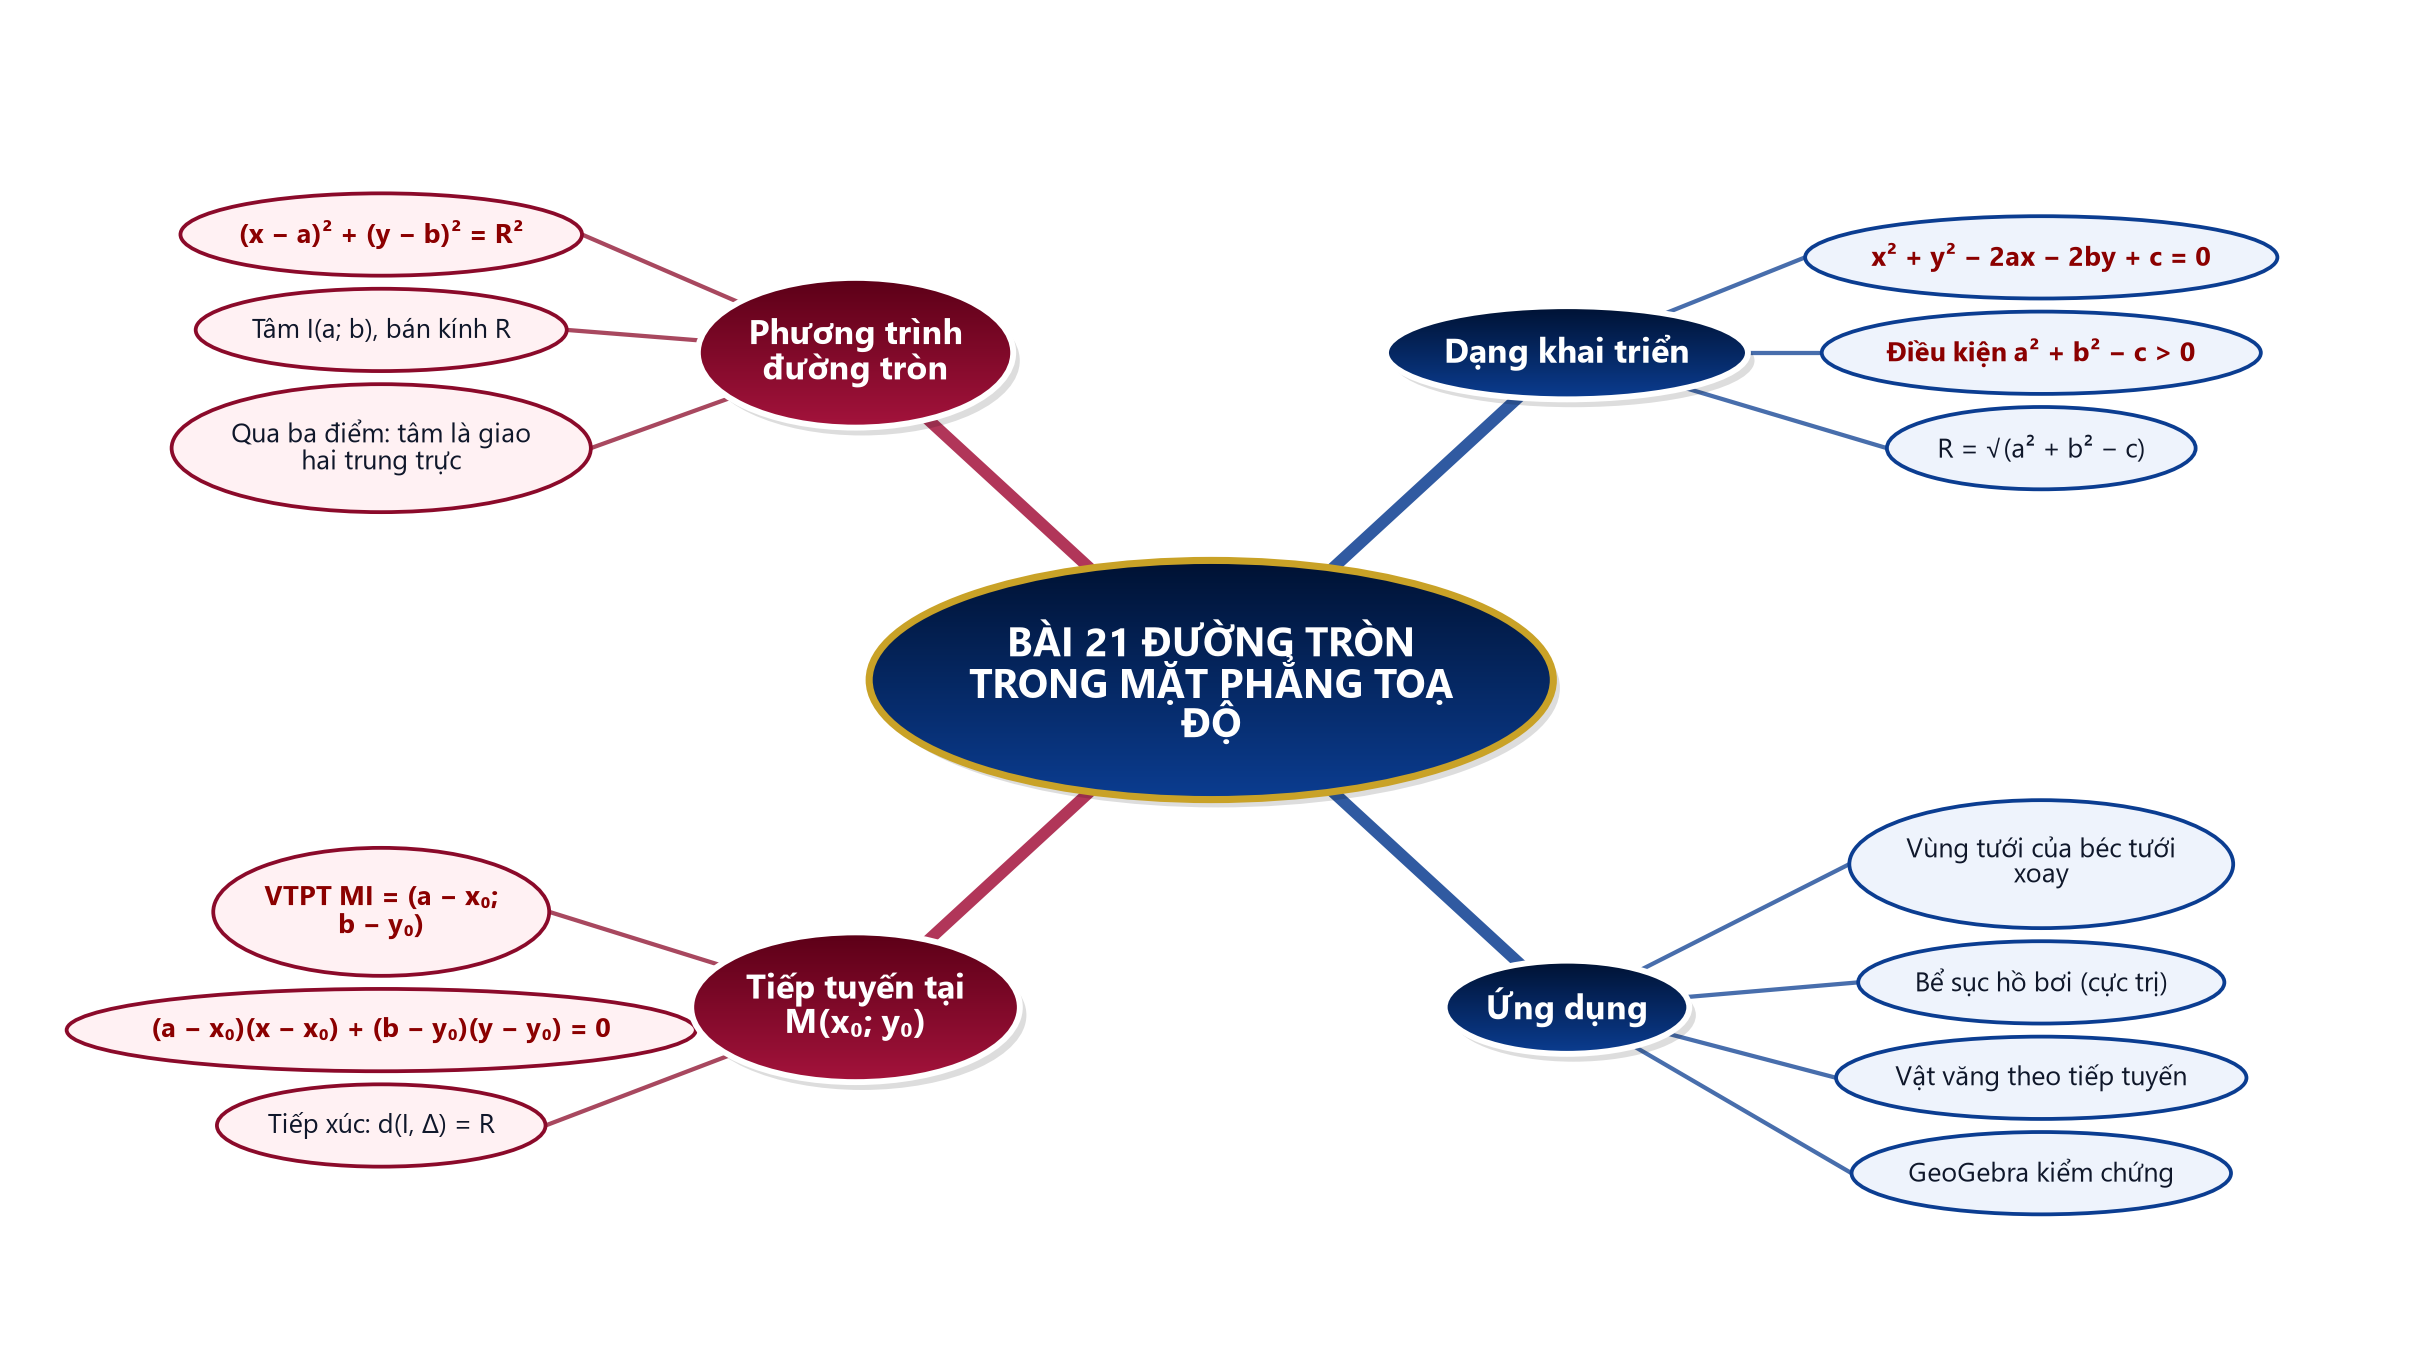 (x − a)² + (y − b)² = R²
Tâm I(a; b), bán kính R
Qua ba điểm: tâm là giao
hai trung trực
Phương trình
đường tròn
Dạng khai triển
x² + y² − 2ax − 2by + c = 0
Điều kiện a² + b² − c > 0
R = √(a² + b² − c)
BÀI 21 ĐƯỜNG TRÒN
TRONG MẶT PHẲNG TOẠ
ĐỘ
VTPT MI = (a − x₀;
b − y₀)
(a − x₀)(x − x₀) + (b − y₀)(y − y₀) = 0
Tiếp xúc: d(I, Δ) = R
Tiếp tuyến tại
M(x₀; y₀)
Ứng dụng
Vùng tưới của béc tưới
xoay
Bể sục hồ bơi (cực trị)
Vật văng theo tiếp tuyến
GeoGebra kiểm chứng